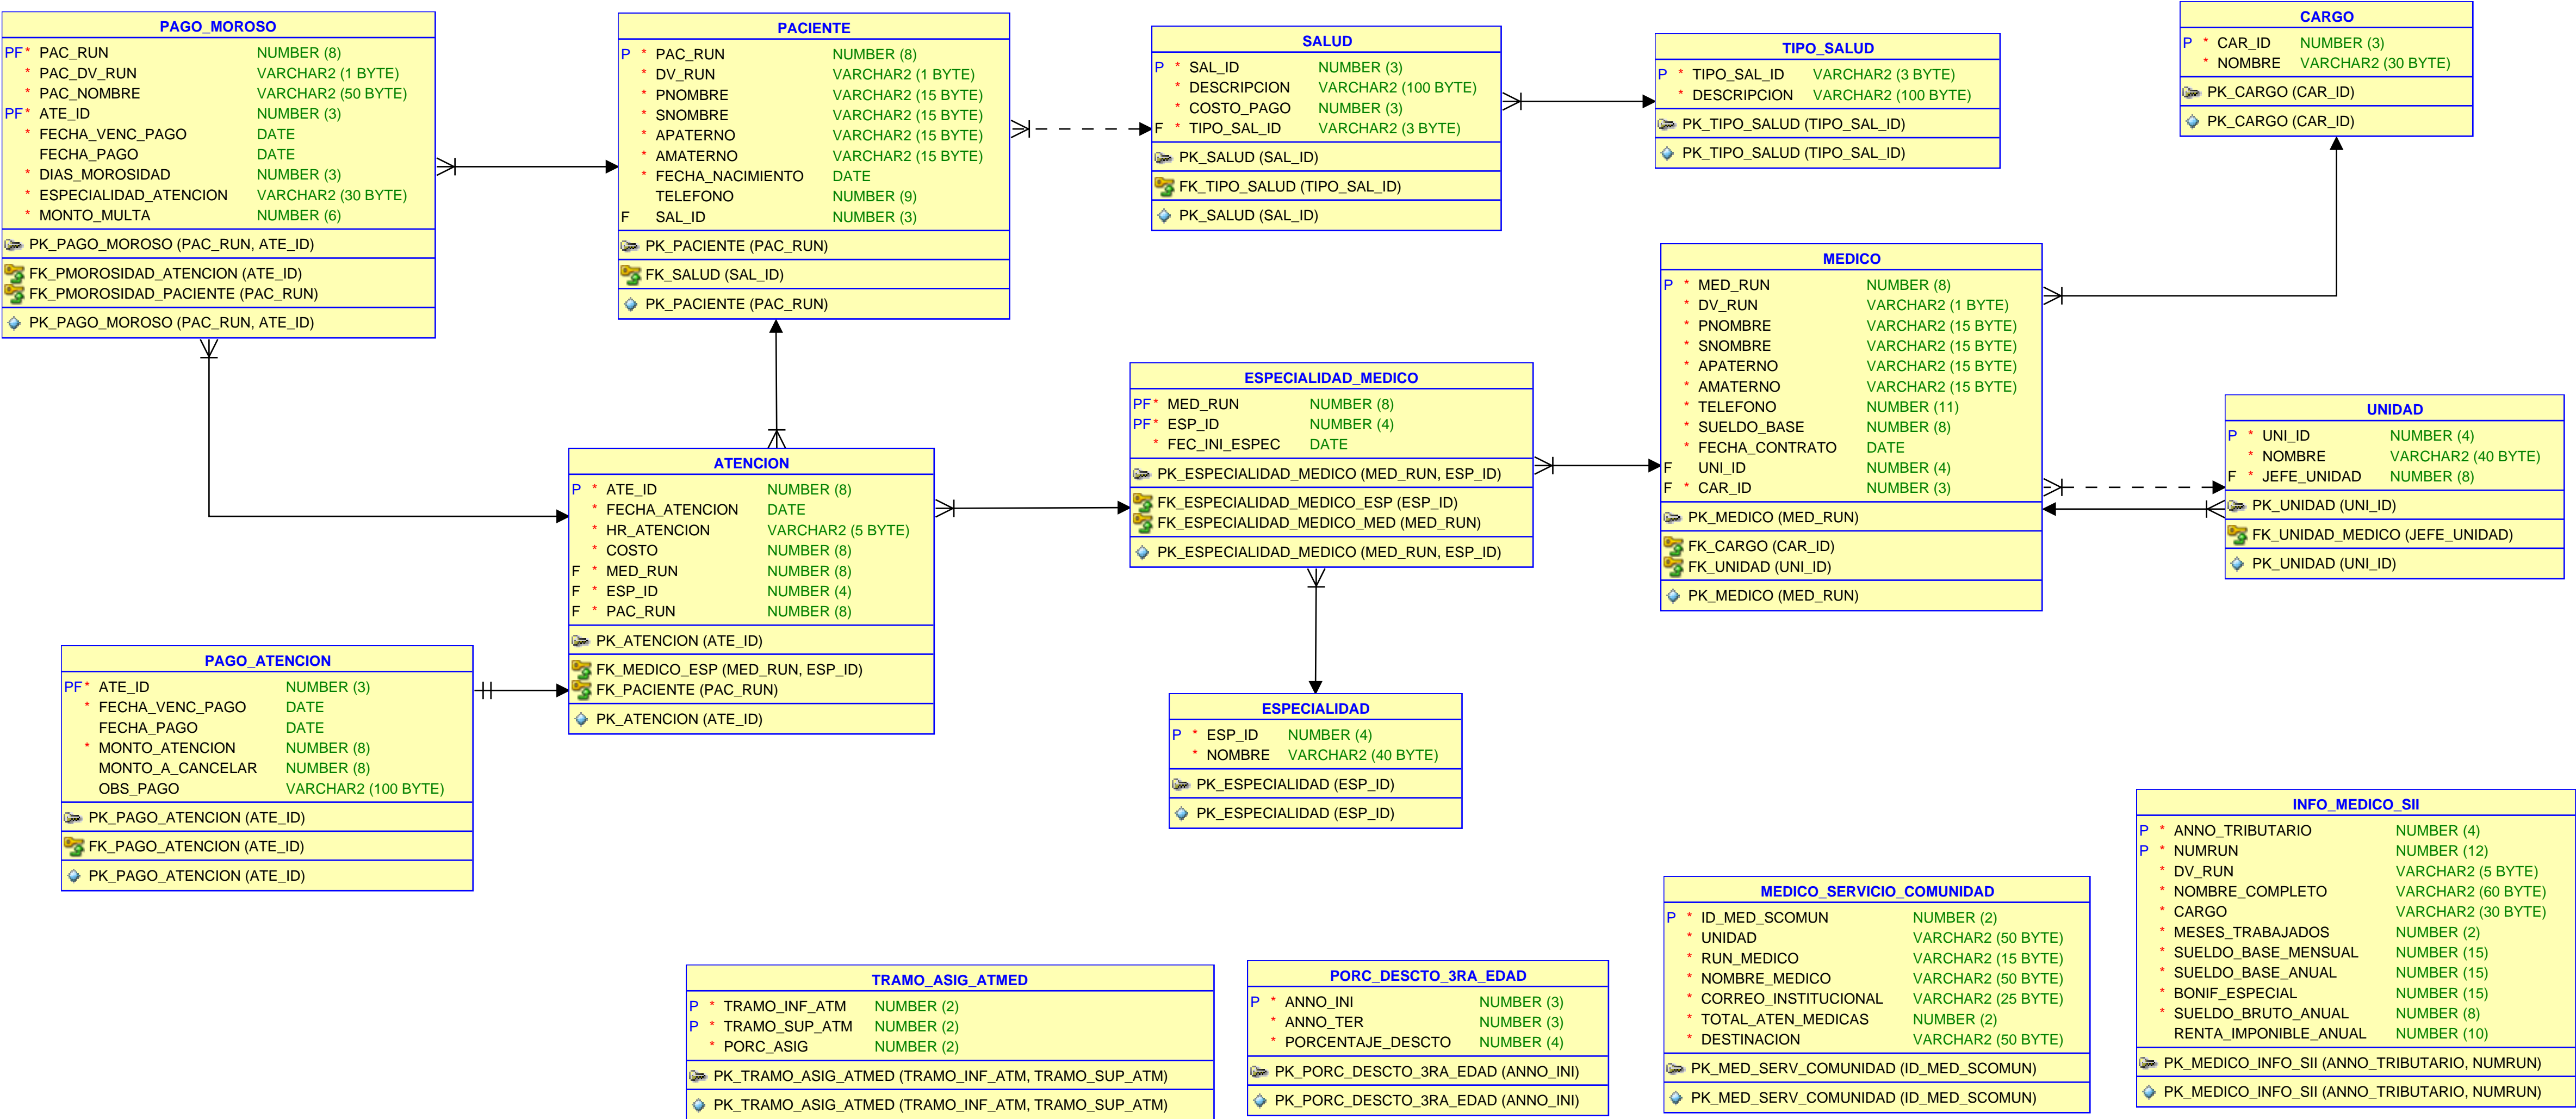 PAGO_MOROSO
PF* PAC_RUN NUMBER (8)
* PAC_DV_RUN VARCHAR2 (1 BYTE)
* PAC_NOMBRE VARCHAR2 (50 BYTE)
PF* ATE_ID NUMBER (3)
* FECHA_VENC_PAGO DATE
FECHA_PAGO DATE
* DIAS_MOROSIDAD NUMBER (3)
* ESPECIALIDAD_ATENCION VARCHAR2 (30 BYTE)
* MONTO_MULTA NUMBER (6)
PK_PAGO_MOROSO (PAC_RUN, ATE_ID)
FK_PMOROSIDAD_ATENCION (ATE_ID)
FK_PMOROSIDAD_PACIENTE (PAC_RUN)
PK_PAGO_MOROSO (PAC_RUN, ATE_ID)
PACIENTE
P * PAC_RUN NUMBER (8)
* DV_RUN VARCHAR2 (1 BYTE)
* PNOMBRE VARCHAR2 (15 BYTE)
* SNOMBRE VARCHAR2 (15 BYTE)
* APATERNO VARCHAR2 (15 BYTE)
* AMATERNO VARCHAR2 (15 BYTE)
* FECHA_NACIMIENTO DATE
TELEFONO NUMBER (9)
F SAL_ID NUMBER (3)
PK_PACIENTE (PAC_RUN)
FK_SALUD (SAL_ID)
PK_PACIENTE (PAC_RUN)
SALUD
P * SAL_ID NUMBER (3)
* DESCRIPCION VARCHAR2 (100 BYTE)
* COSTO_PAGO NUMBER (3)
F * TIPO_SAL_ID VARCHAR2 (3 BYTE)
PK_SALUD (SAL_ID)
FK_TIPO_SALUD (TIPO_SAL_ID)
PK_SALUD (SAL_ID)
TIPO_SALUD
P * TIPO_SAL_ID VARCHAR2 (3 BYTE)
* DESCRIPCION VARCHAR2 (100 BYTE)
PK_TIPO_SALUD (TIPO_SAL_ID)
PK_TIPO_SALUD (TIPO_SAL_ID)
CARGO
P * CAR_ID NUMBER (3)
* NOMBRE VARCHAR2 (30 BYTE)
PK_CARGO (CAR_ID)
PK_CARGO (CAR_ID)
MEDICO
P * MED_RUN NUMBER (8)
* DV_RUN VARCHAR2 (1 BYTE)
* PNOMBRE VARCHAR2 (15 BYTE)
* SNOMBRE VARCHAR2 (15 BYTE)
* APATERNO VARCHAR2 (15 BYTE)
* AMATERNO VARCHAR2 (15 BYTE)
* TELEFONO NUMBER (11)
* SUELDO_BASE NUMBER (8)
* FECHA_CONTRATO DATE
F UNI_ID NUMBER (4)
F * CAR_ID NUMBER (3)
PK_MEDICO (MED_RUN)
FK_CARGO (CAR_ID)
FK_UNIDAD (UNI_ID)
PK_MEDICO (MED_RUN)
UNIDAD
P * UNI_ID NUMBER (4)
* NOMBRE VARCHAR2 (40 BYTE)
F * JEFE_UNIDAD NUMBER (8)
PK_UNIDAD (UNI_ID)
FK_UNIDAD_MEDICO (JEFE_UNIDAD)
PK_UNIDAD (UNI_ID)
ESPECIALIDAD_MEDICO
PF* MED_RUN NUMBER (8)
PF* ESP_ID NUMBER (4)
* FEC_INI_ESPEC DATE
PK_ESPECIALIDAD_MEDICO (MED_RUN, ESP_ID)
FK_ESPECIALIDAD_MEDICO_ESP (ESP_ID)
FK_ESPECIALIDAD_MEDICO_MED (MED_RUN)
PK_ESPECIALIDAD_MEDICO (MED_RUN, ESP_ID)
ATENCION
P * ATE_ID NUMBER (8)
* FECHA_ATENCION DATE
* HR_ATENCION VARCHAR2 (5 BYTE)
* COSTO NUMBER (8)
F * MED_RUN NUMBER (8)
F * ESP_ID NUMBER (4)
F * PAC_RUN NUMBER (8)
PK_ATENCION (ATE_ID)
FK_MEDICO_ESP (MED_RUN, ESP_ID)
FK_PACIENTE (PAC_RUN)
PK_ATENCION (ATE_ID)
PAGO_ATENCION
PF* ATE_ID NUMBER (3)
* FECHA_VENC_PAGO DATE
FECHA_PAGO DATE
* MONTO_ATENCION NUMBER (8)
MONTO_A_CANCELAR NUMBER (8)
OBS_PAGO VARCHAR2 (100 BYTE)
PK_PAGO_ATENCION (ATE_ID)
FK_PAGO_ATENCION (ATE_ID)
PK_PAGO_ATENCION (ATE_ID)
ESPECIALIDAD
P * ESP_ID NUMBER (4)
* NOMBRE VARCHAR2 (40 BYTE)
PK_ESPECIALIDAD (ESP_ID)
PK_ESPECIALIDAD (ESP_ID)
INFO_MEDICO_SII
P * ANNO_TRIBUTARIO NUMBER (4)
P * NUMRUN NUMBER (12)
* DV_RUN VARCHAR2 (5 BYTE)
* NOMBRE_COMPLETO VARCHAR2 (60 BYTE)
* CARGO VARCHAR2 (30 BYTE)
* MESES_TRABAJADOS NUMBER (2)
* SUELDO_BASE_MENSUAL NUMBER (15)
* SUELDO_BASE_ANUAL NUMBER (15)
* BONIF_ESPECIAL NUMBER (15)
* SUELDO_BRUTO_ANUAL NUMBER (8)
RENTA_IMPONIBLE_ANUAL NUMBER (10)
PK_MEDICO_INFO_SII (ANNO_TRIBUTARIO, NUMRUN)
PK_MEDICO_INFO_SII (ANNO_TRIBUTARIO, NUMRUN)
MEDICO_SERVICIO_COMUNIDAD
P * ID_MED_SCOMUN NUMBER (2)
* UNIDAD VARCHAR2 (50 BYTE)
* RUN_MEDICO VARCHAR2 (15 BYTE)
* NOMBRE_MEDICO VARCHAR2 (50 BYTE)
* CORREO_INSTITUCIONAL VARCHAR2 (25 BYTE)
* TOTAL_ATEN_MEDICAS NUMBER (2)
* DESTINACION VARCHAR2 (50 BYTE)
PK_MED_SERV_COMUNIDAD (ID_MED_SCOMUN)
PK_MED_SERV_COMUNIDAD (ID_MED_SCOMUN)
TRAMO_ASIG_ATMED
P * TRAMO_INF_ATM NUMBER (2)
P * TRAMO_SUP_ATM NUMBER (2)
* PORC_ASIG NUMBER (2)
PK_TRAMO_ASIG_ATMED (TRAMO_INF_ATM, TRAMO_SUP_ATM)
PK_TRAMO_ASIG_ATMED (TRAMO_INF_ATM, TRAMO_SUP_ATM)
PORC_DESCTO_3RA_EDAD
P * ANNO_INI NUMBER (3)
* ANNO_TER NUMBER (3)
* PORCENTAJE_DESCTO NUMBER (4)
PK_PORC_DESCTO_3RA_EDAD (ANNO_INI)
PK_PORC_DESCTO_3RA_EDAD (ANNO_INI)